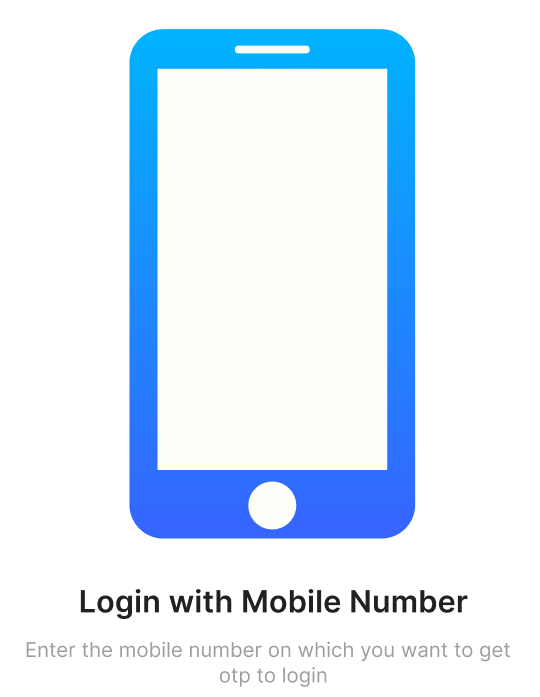 Login with Mobile Number
Enter the mobile number on which you want to get
otp to login